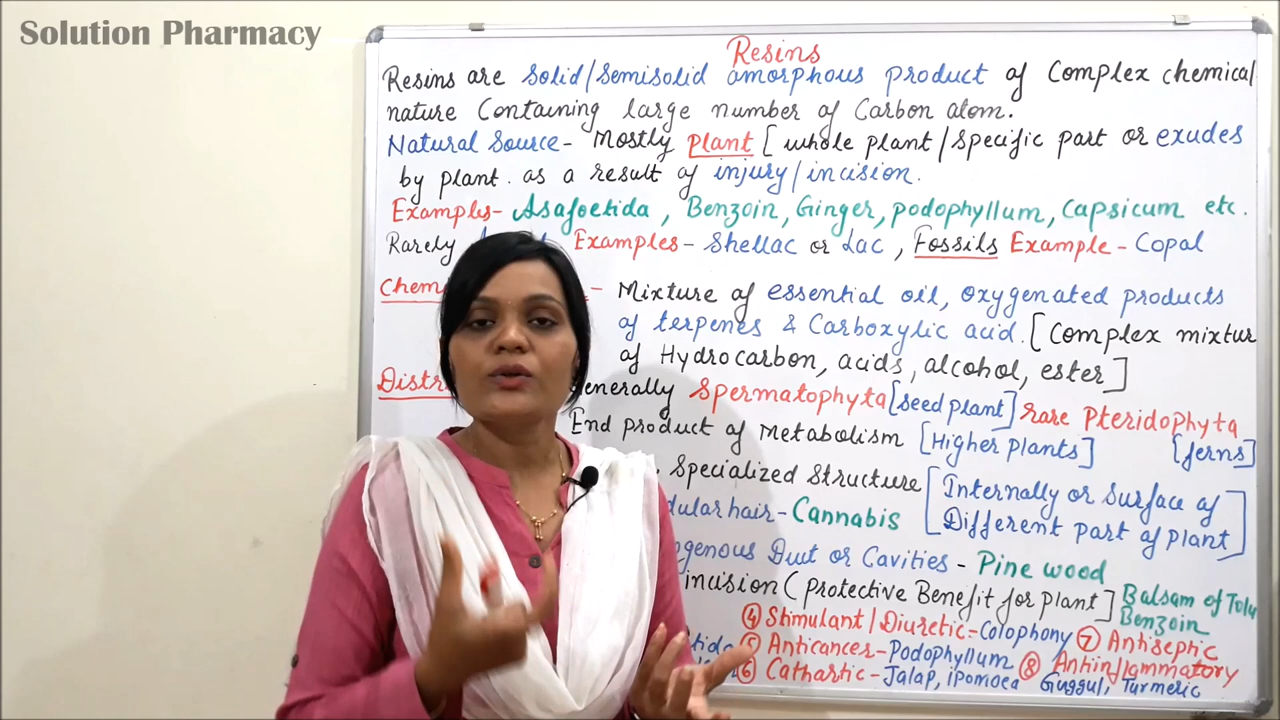 Solution Pharmacy
Resins
Resins are Solid/Semisolid amorphous product of Complex chemical
nature Containing large number of Carbon atom.
Natural Source - Mostly plant [whole plant/specific part or exudes
by plant. as a result of injury/incision.
Examples- Asafoetida, Benzoin, Ginger, podophyllum, Capsicum etc.
Rarely Examples- Shellac or Lac, Fossils Example - Copal
- Mixture of essential oil, oxygenated products
of terpenes & Carboxylic acid. [Complex mixtur
of Hydrocarbon, acids, alcohol, ester]
Generally Spermatophyta [seed plant] rare Pteridophyta
End product of Metabolism [Higher plants] [ferns]
Specialized Structure [Internally or Surface of
Different part of plant]
hair- Cannabis
Duct or Cavities - Pine wood
incision (Protective Benefit for plant] Balsam of Tolu
Benzoin
④ Stimulant/Diuretic-Colophony ⑦ Antiseptic
⑤ Anticancer-Podophyllum ⑧ Antiinflammatory
⑥ Cathartic - Jalap, ipomoea Guggul, Turmeric